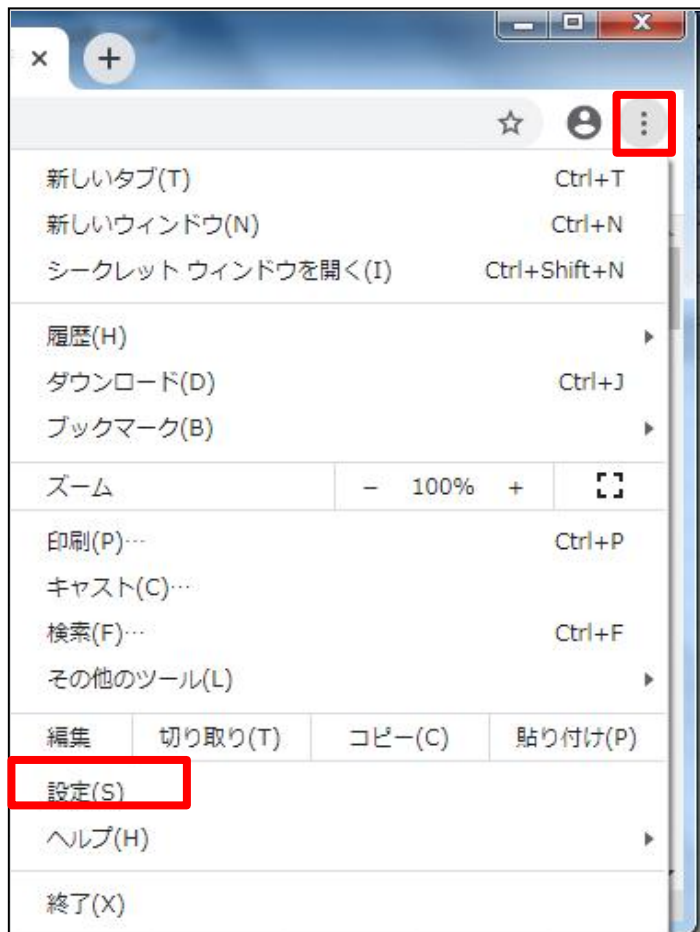 新しいタブ(T) Ctrl+T
新しいウィンドウ(N) Ctrl+N
シークレット ウィンドウを開く(I) Ctrl+Shift+N
履歴(H)
ダウンロード(D) Ctrl+J
ブックマーク(B)
ズーム － 100% +
印刷(P)… Ctrl+P
キャスト(C)…
検索(F)… Ctrl+F
その他のツール(L)
編集 切り取り(T) コピー(C) 貼り付け(P)
設定(S)
ヘルプ(H)
終了(X)